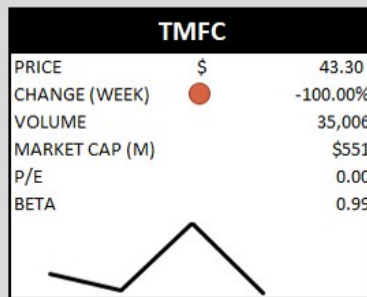 TMFC
PRICE $ 43.30
CHANGE (WEEK) -100.00%
VOLUME 35,006
MARKET CAP (M) $551
P/E 0.00
BETA 0.99